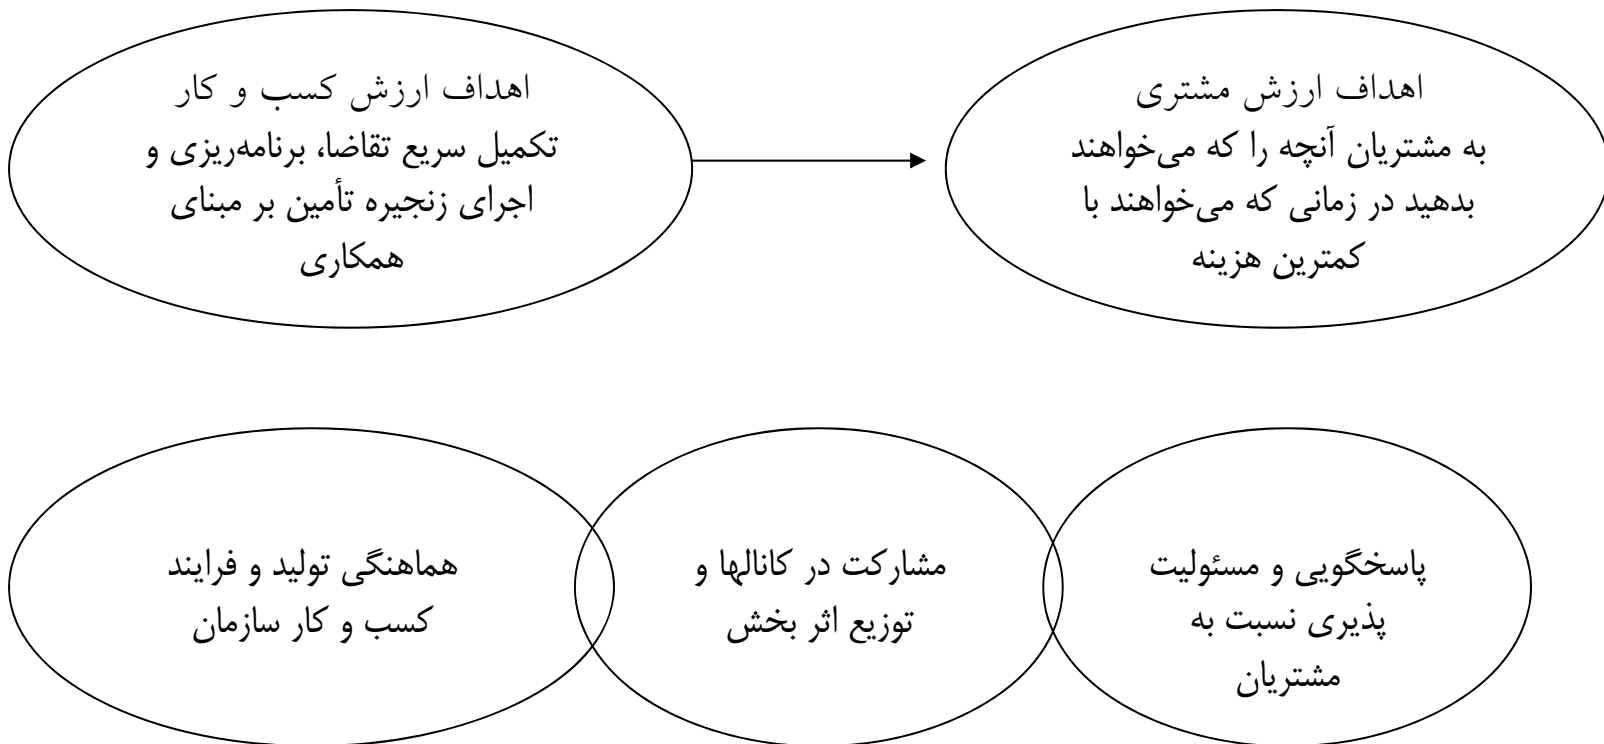 اهداف ارزش مشتری
به مشتریان آنچه را که می‌خواهند
بدهید در زمانی که می‌خواهند با
کمترین هزینه
اهداف ارزش کسب و کار
تکمیل سریع تقاضا، برنامه‌ریزی و
اجرای زنجیره تأمین بر مبنای
همکاری
پاسخگویی و مسئولیت
پذیری نسبت به
مشتریان
مشارکت در کانالها و
توزیع اثر بخش
هماهنگی تولید و فرایند
کسب و کار سازمان